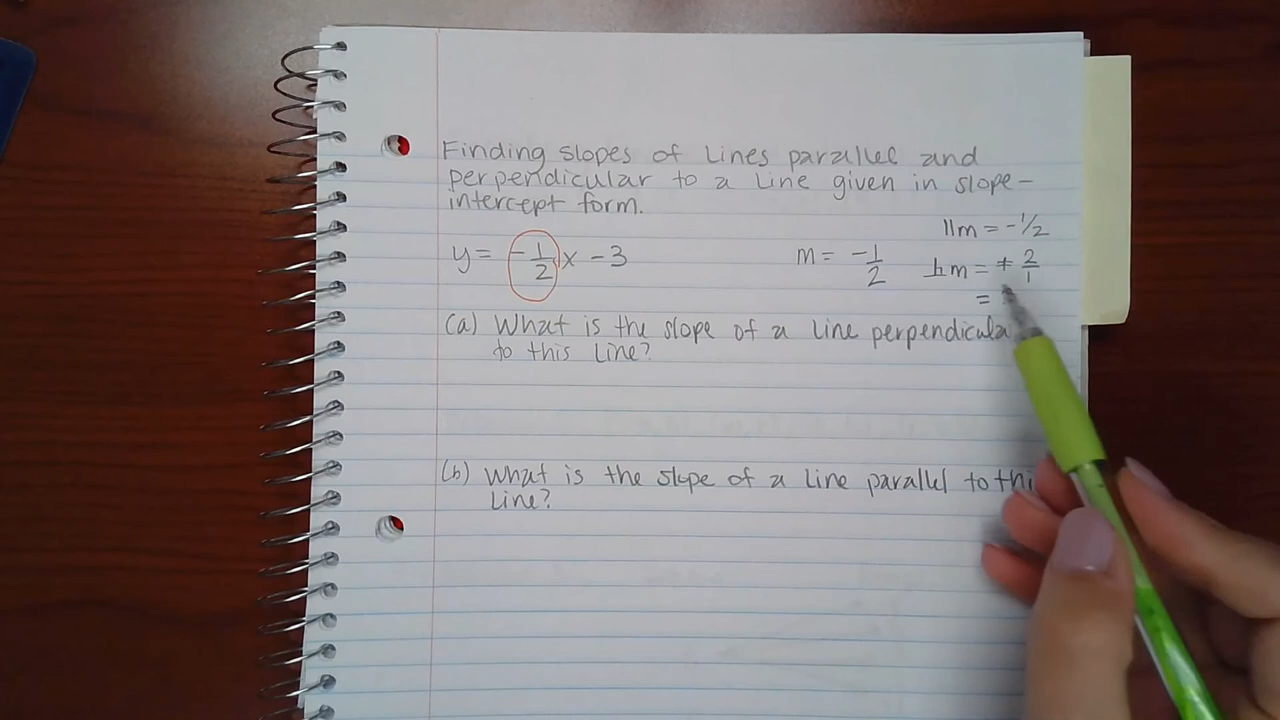 Finding slopes of lines parallel and
perpendicular to a line given in slope-
intercept form.
|| m = -1/2
y = -1/2 x - 3
m = -1/2
⊥ m = + 2/1
=
(a) What is the slope of a line perpendicular
to this line?
(b) What is the slope of a line parallel to thi
line?